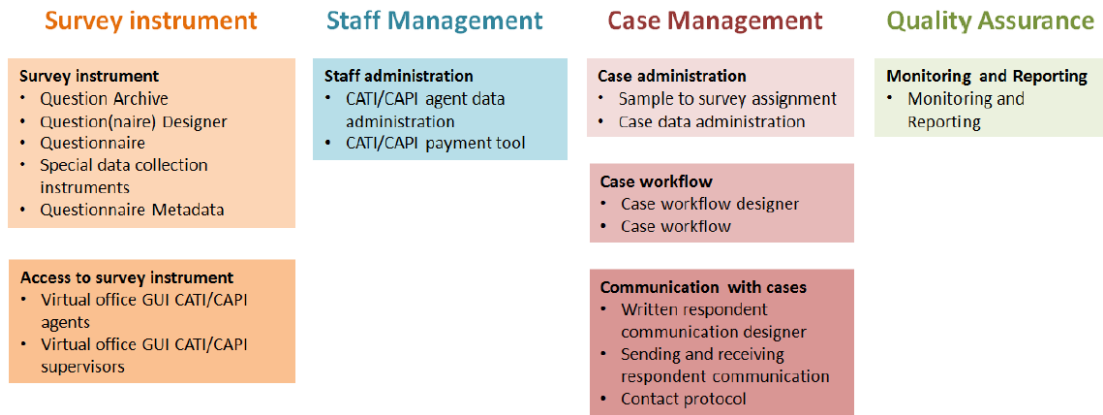 Survey instrument
Survey instrument
• Question Archive
• Question(naire) Designer
• Questionnaire
• Special data collection
instruments
• Questionnaire Metadata
Access to survey instrument
• Virtual office GUI CATI/CAPI
agents
• Virtual office GUI CATI/CAPI
supervisors
Staff Management
Staff administration
• CATI/CAPI agent data
administration
• CATI/CAPI payment tool
Case Management
Case administration
• Sample to survey assignment
• Case data administration
Case workflow
• Case workflow designer
• Case workflow
Communication with cases
• Written respondent
communication designer
• Sending and receiving
respondent communication
• Contact protocol
Quality Assurance
Monitoring and Reporting
• Monitoring and
Reporting